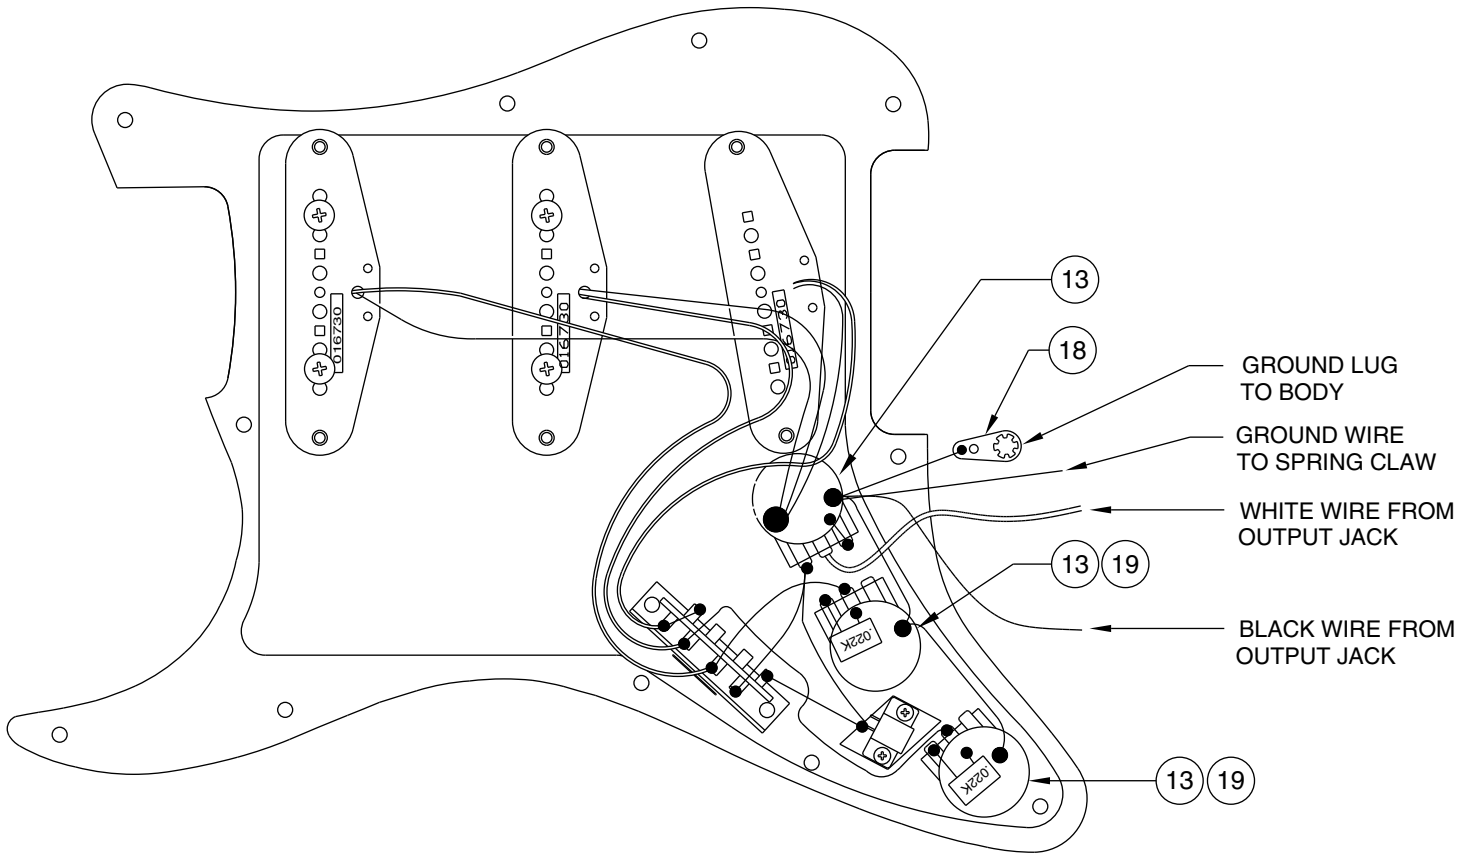 016730
016730
016730
13
18
GROUND LUG
TO BODY
GROUND WIRE
TO SPRING CLAW
WHITE WIRE FROM
OUTPUT JACK
13 19
BLACK WIRE FROM
OUTPUT JACK
.022K
.022K
13 19